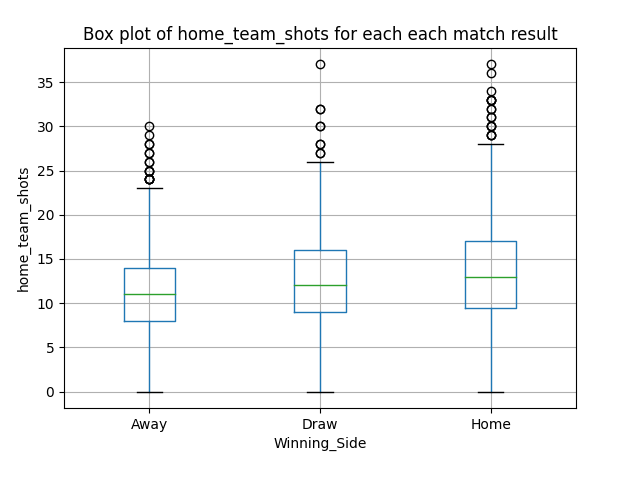 Box plot of home_team_shots for each each match result
home_team_shots
35
30
25
20
15
10
5
0
Away Draw Home
Winning_Side